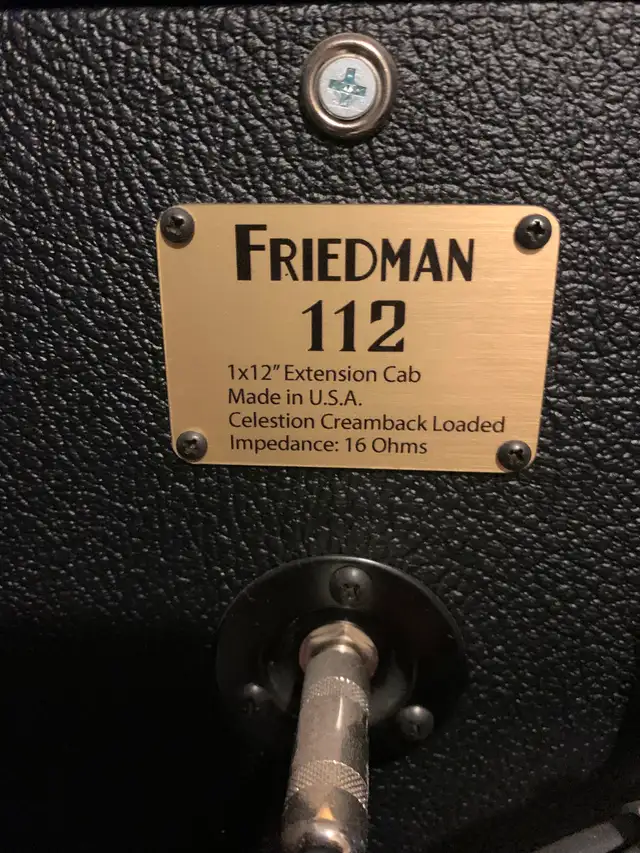 FRIEDMAN
112
1x12” Extension Cab
Made in U.S.A.
Celestion Creamback Loaded
Impedance: 16 Ohms